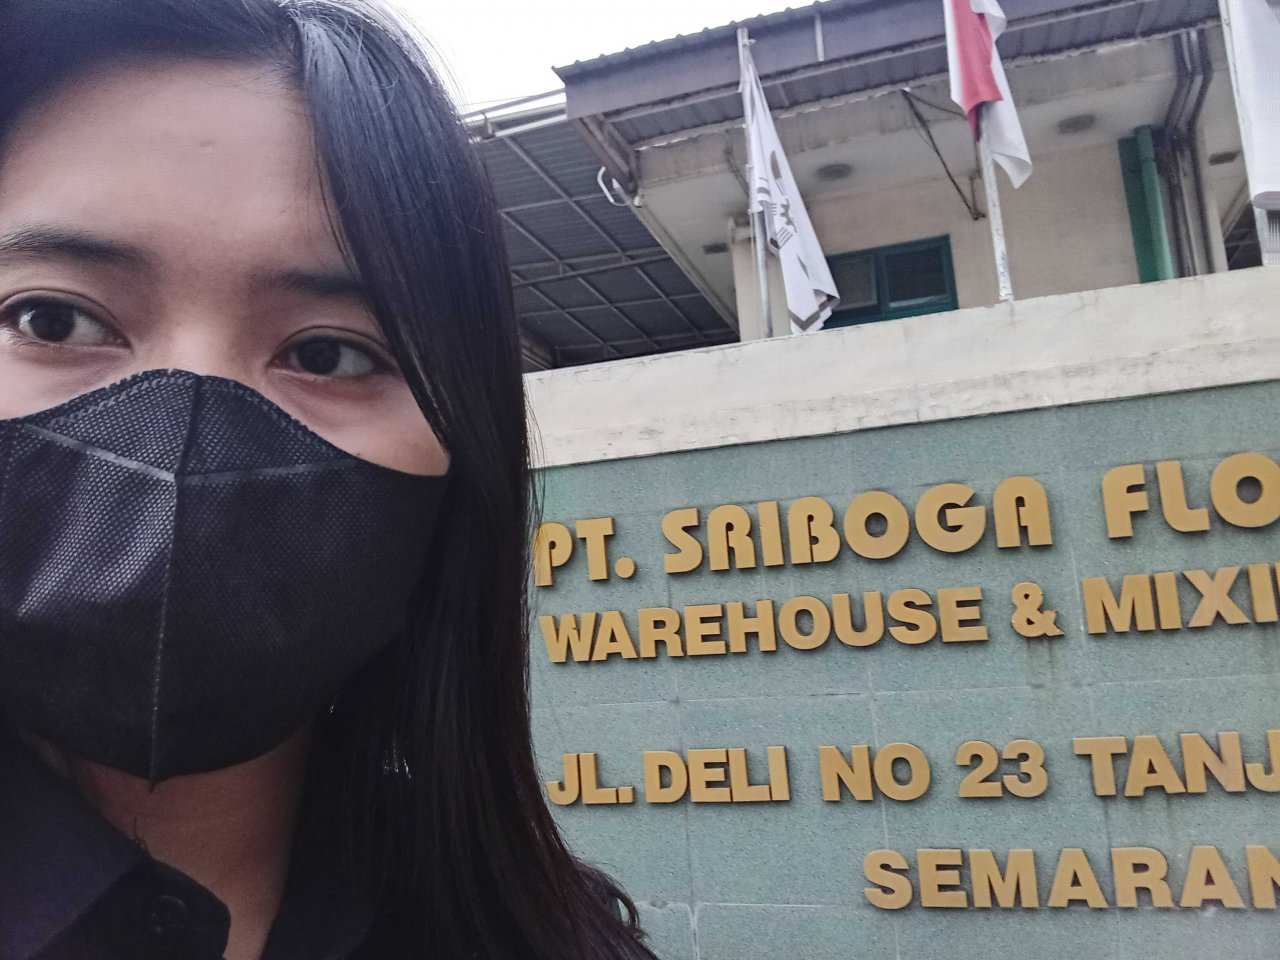 PT. SRIBOGA FLO
WAREHOUSE & MIXI
JL. DELI NO 23 TANJ
SEMARAN